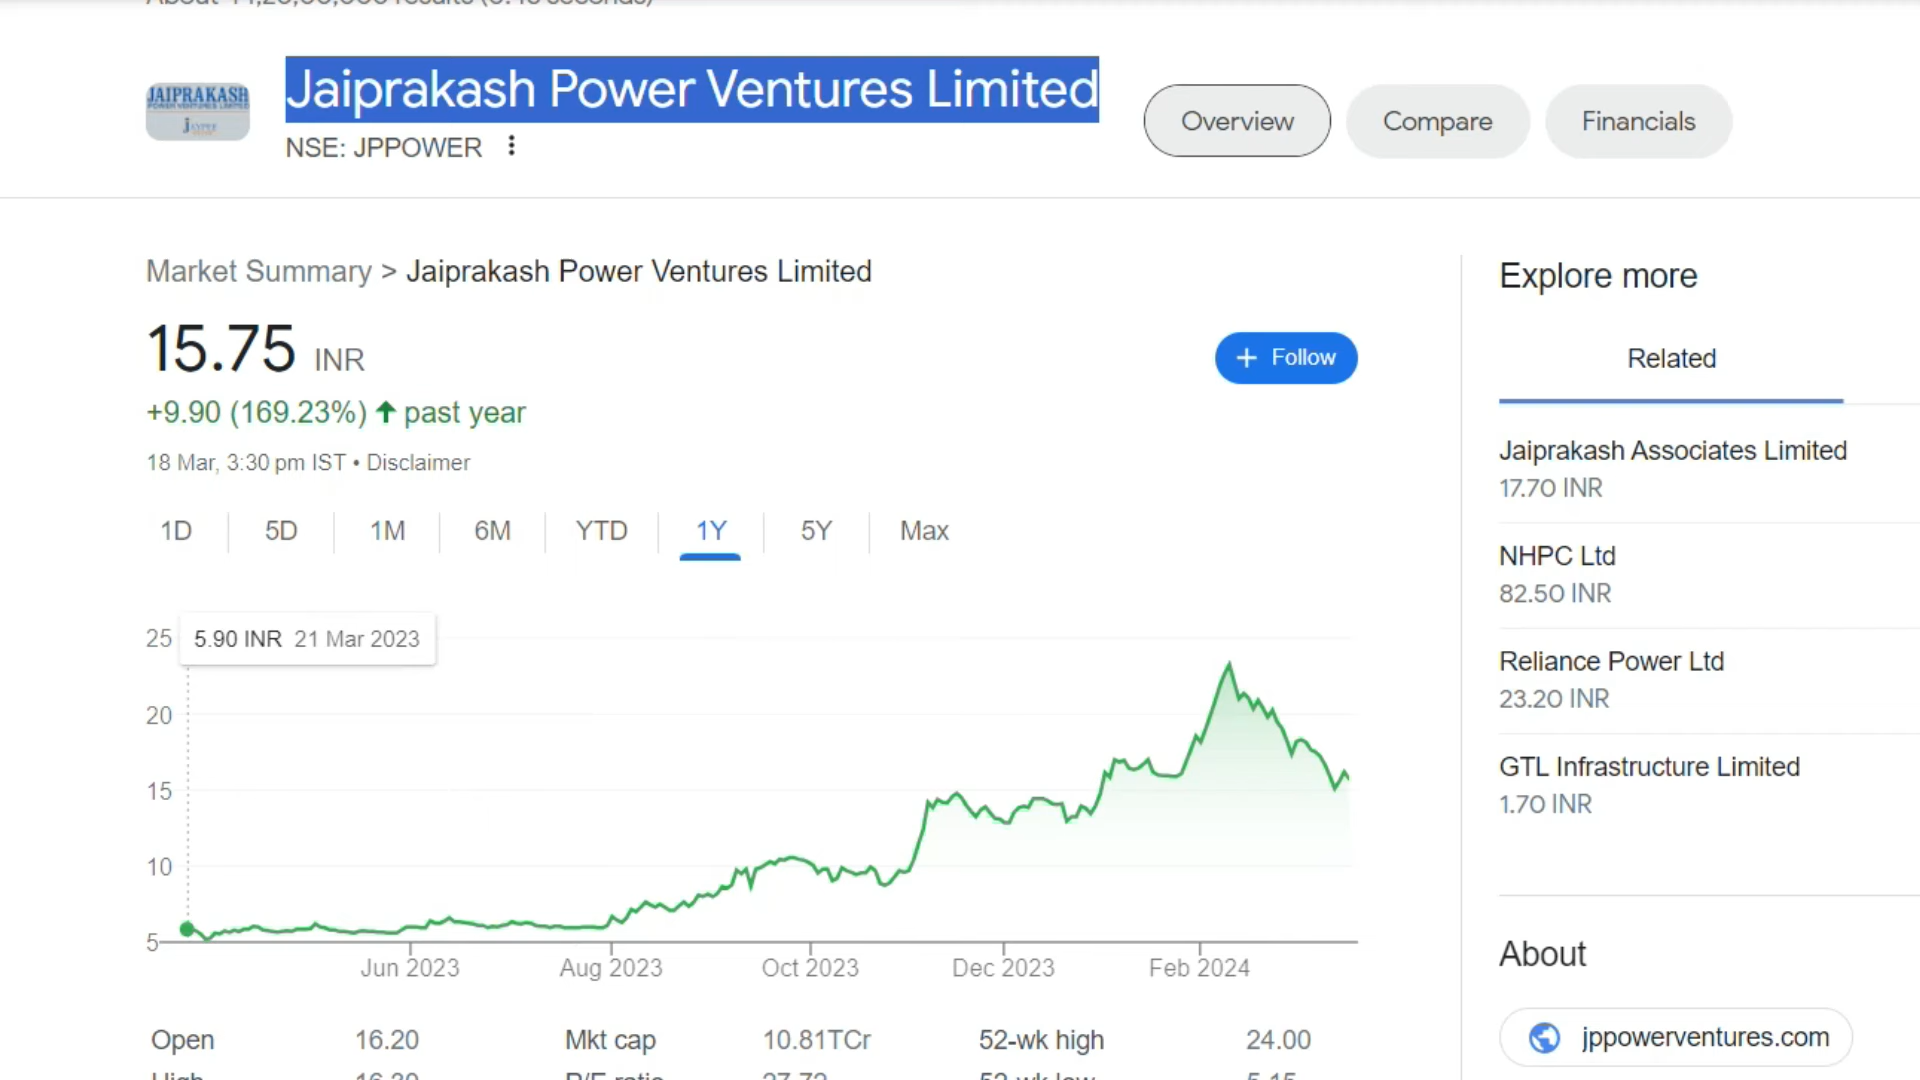 JAIPRAKASH
POWER VENTURES LIMITED
JAYPEE
Jaiprakash Power Ventures Limited
NSE: JPPOWER
Overview
Compare
Financials
Market Summary > Jaiprakash Power Ventures Limited
15.75 INR
+9.90 (169.23%) past year
18 Mar, 3:30 pm IST • Disclaimer
+ Follow
1D 5D 1M 6M YTD 1Y 5Y Max
5.90 INR 21 Mar 2023
25
20
15
10
5
Jun 2023 Aug 2023 Oct 2023 Dec 2023 Feb 2024
Open 16.20 Mkt cap 10.81TCr 52-wk high 24.00
Explore more
Related
Jaiprakash Associates Limited
17.70 INR
NHPC Ltd
82.50 INR
Reliance Power Ltd
23.20 INR
GTL Infrastructure Limited
1.70 INR
About
jppowerventures.com